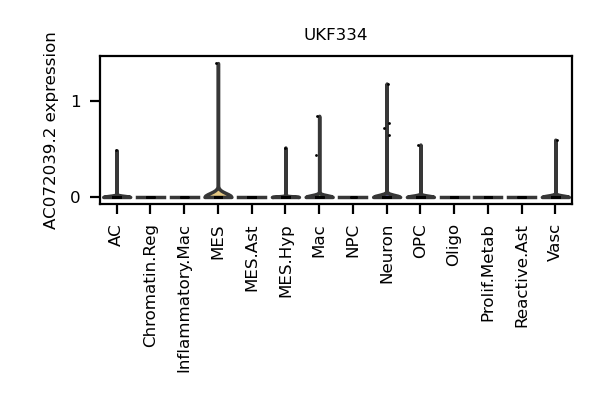 UKF334
AC072039.2 expression
1
0
AC
Chromatin.Reg
Inflammatory.Mac
MES
MES.Ast
MES.Hyp
Mac
NPC
Neuron
OPC
Oligo
Prolif.Metab
Reactive.Ast
Vasc